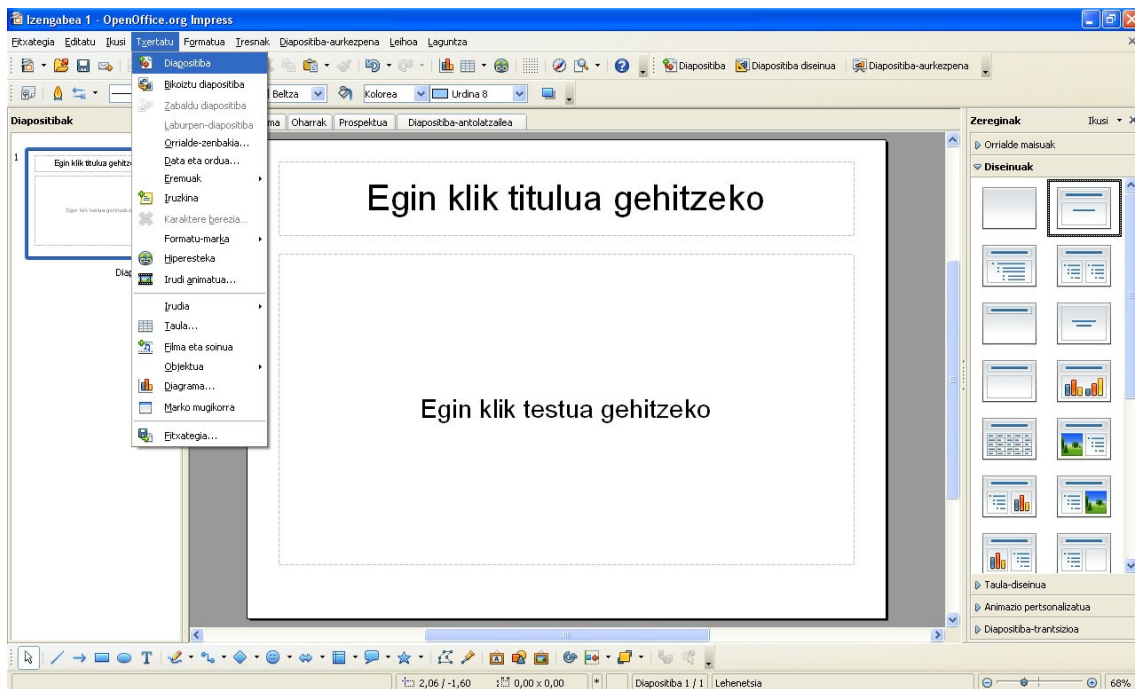 Izengabea 1 - OpenOffice.org Impress
Fitxategia Editatu Ikusi Txertatu Formatua Tresnak Diapositiba-aurkezpena Leihoa Laguntza
Diapositiba Diapositiba diseinua Diapositiba-aurkezpena
Beltza Kolorea Urdina 8
Diapositibak
Oharrak Prospektua Diapositiba-antolatzailea
Zereginak Ikusi
Diapositiba
Bikoiztu diapositiba
Zabaldu diapositiba
Laburpen-diapositiba
Orrialde-zenbakia...
Data eta ordua...
Eremuak
Iruzkina
Karaktere berezia...
Formatu-marka
Hiperesteka
Irudi animatua...
Irudia
Taula...
Filma eta soinua
Objektua
Diagrama...
Marko mugikorra
Fitxategia...
1
Egin klik titulua gehitzeko
Egin klik testua gehitzeko
Orrialde maisuak
Diseinuak
Taula-diseinua
Animazio pertsonalizatua
Diapositiba-trantsizioa
2,06 / -1,60 0,00 x 0,00 * Diapositiba 1 / 1 Lehenetsia 68%